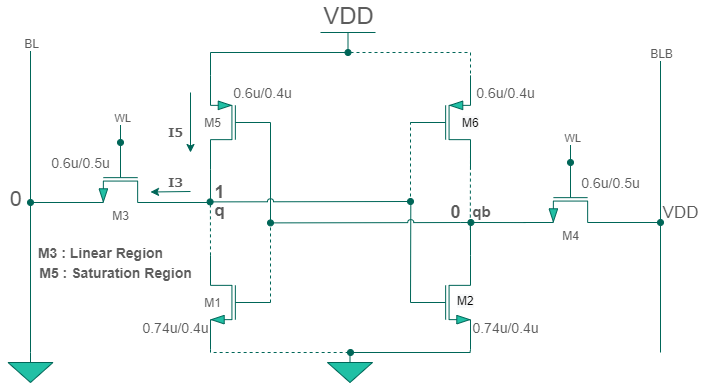 VDD
BL
BLB
0.6u/0.4u
0.6u/0.4u
M5
M6
I5
WL
WL
0.6u/0.5u
0.6u/0.5u
I3
1
0
q
0
qb
VDD
M3
M4
M3 : Linear Region
M5 : Saturation Region
M1
M2
0.74u/0.4u
0.74u/0.4u